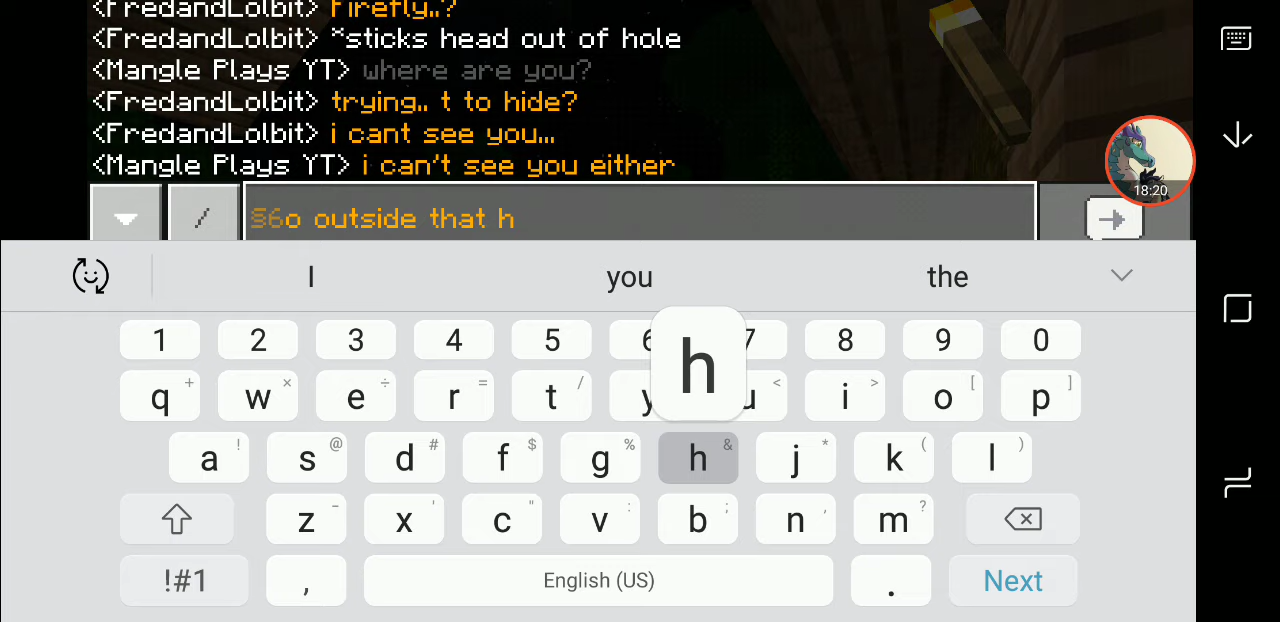 <FredandLolbit> Firefly..?
<FredandLolbit> *sticks head out of hole
<Mangle Plays YT> where are you?
<FredandLolbit> trying.. t to hide?
<FredandLolbit> i cant see you...
<Mangle Plays YT> i can't see you either
18:20
/ §6o outside that h
I you the
1 2 3 4 5 6 7 8 9 0
h
q + w × e ÷ r = t / y u < i > o [ p ]
a ! s @ d # f $ g % h & j * k ( l )
z - x ' c " v : b ; n , m ?
!#1 , English (US) . Next